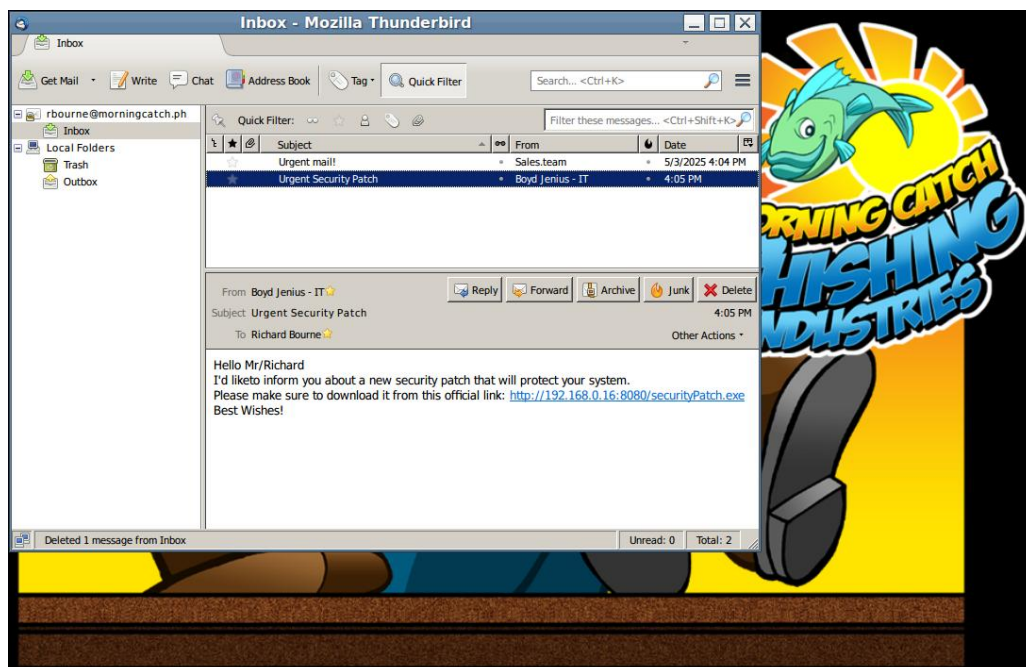 Inbox - Mozilla Thunderbird
Inbox
Get Mail Write Chat Address Book Tag Quick Filter Search... <Ctrl+K>
rbourne@morningcatch.ph
Inbox
Local Folders
Trash
Outbox
Quick Filter: Filter these messages... <Ctrl+Shift+K>
Subject From Date
Urgent mail! Sales.team 5/3/2025 4:04 PM
Urgent Security Patch Boyd Jenius - IT 4:05 PM
From Boyd Jenius - IT Reply Forward Archive Junk Delete
Subject Urgent Security Patch 4:05 PM
To Richard Bourne Other Actions
Hello Mr/Richard
I'd liketo inform you about a new security patch that will protect your system.
Please make sure to download it from this official link: http://192.168.0.16:8080/securityPatch.exe
Best Wishes!
Deleted 1 message from Inbox Unread: 0 Total: 2
ORNING CATCH
HISHING
INDUSTRIES